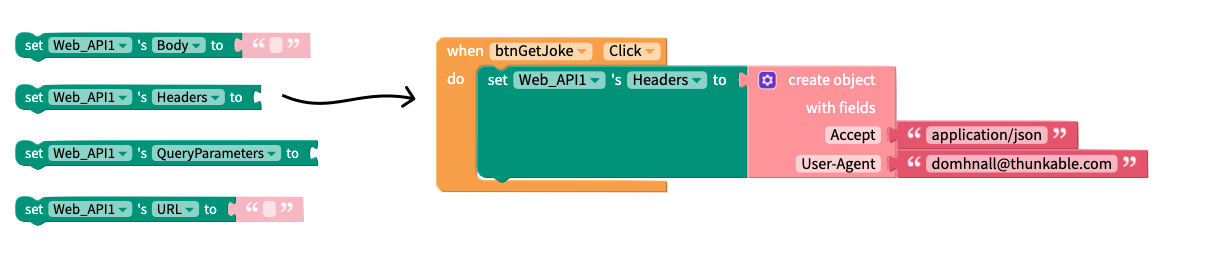 set Web_API1 's Body to “ ”
set Web_API1 's Headers to
set Web_API1 's QueryParameters to
set Web_API1 's URL to “ ”
when btnGetJoke Click
do set Web_API1 's Headers to create object
with fields
Accept “ application/json ”
User-Agent “ domhnall@thunkable.com ”